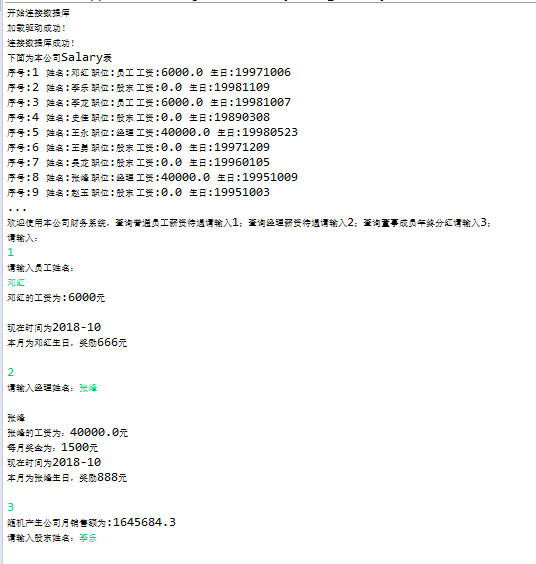 开始连接数据库
加载驱动成功!
连接数据库成功!
下面为本公司Salary表
序号:1 姓名:邓红 职位:员工 工资:6000.0 生日:19971006
序号:2 姓名:李乐 职位:股东 工资:0.0 生日:19981109
序号:3 姓名:李龙 职位:员工 工资:6000.0 生日:19981007
序号:4 姓名:史佳 职位:股东 工资:0.0 生日:19890308
序号:5 姓名:王永 职位:经理 工资:40000.0 生日:19980523
序号:6 姓名:王勇 职位:股东 工资:0.0 生日:19971209
序号:7 姓名:吴龙 职位:股东 工资:0.0 生日:19960105
序号:8 姓名:张峰 职位:经理 工资:40000.0 生日:19951009
序号:9 姓名:赵玉 职位:股东 工资:0.0 生日:19951003
...
欢迎使用本公司财务系统，查询普通员工薪资待遇请输入1；查询经理薪资待遇请输入2；查询董事成员年终分红请输入3；
请输入：
1
请输入员工姓名：
邓红
邓红的工资为:6000元
现在时间为2018-10
本月为邓红生日，奖励666元
2
请输入经理姓名：张峰
张峰
张峰的工资为：40000.0元
每月奖金为：1500元
现在时间为2018-10
本月为张峰生日，奖励888元
3
随机产生公司月销售额为:1645684.3
请输入股东姓名：李乐